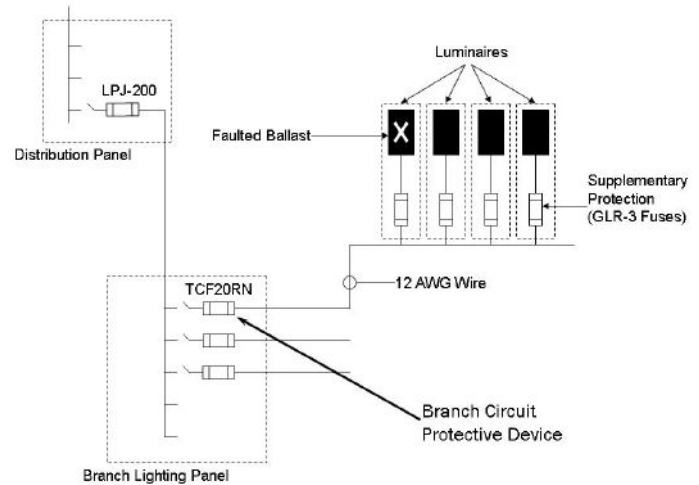 LPJ-200
Distribution Panel
Luminaires
Faulted Ballast
X
Supplementary
Protection
(GLR-3 Fuses)
12 AWG Wire
TCF20RN
Branch Circuit
Protective Device
Branch Lighting Panel